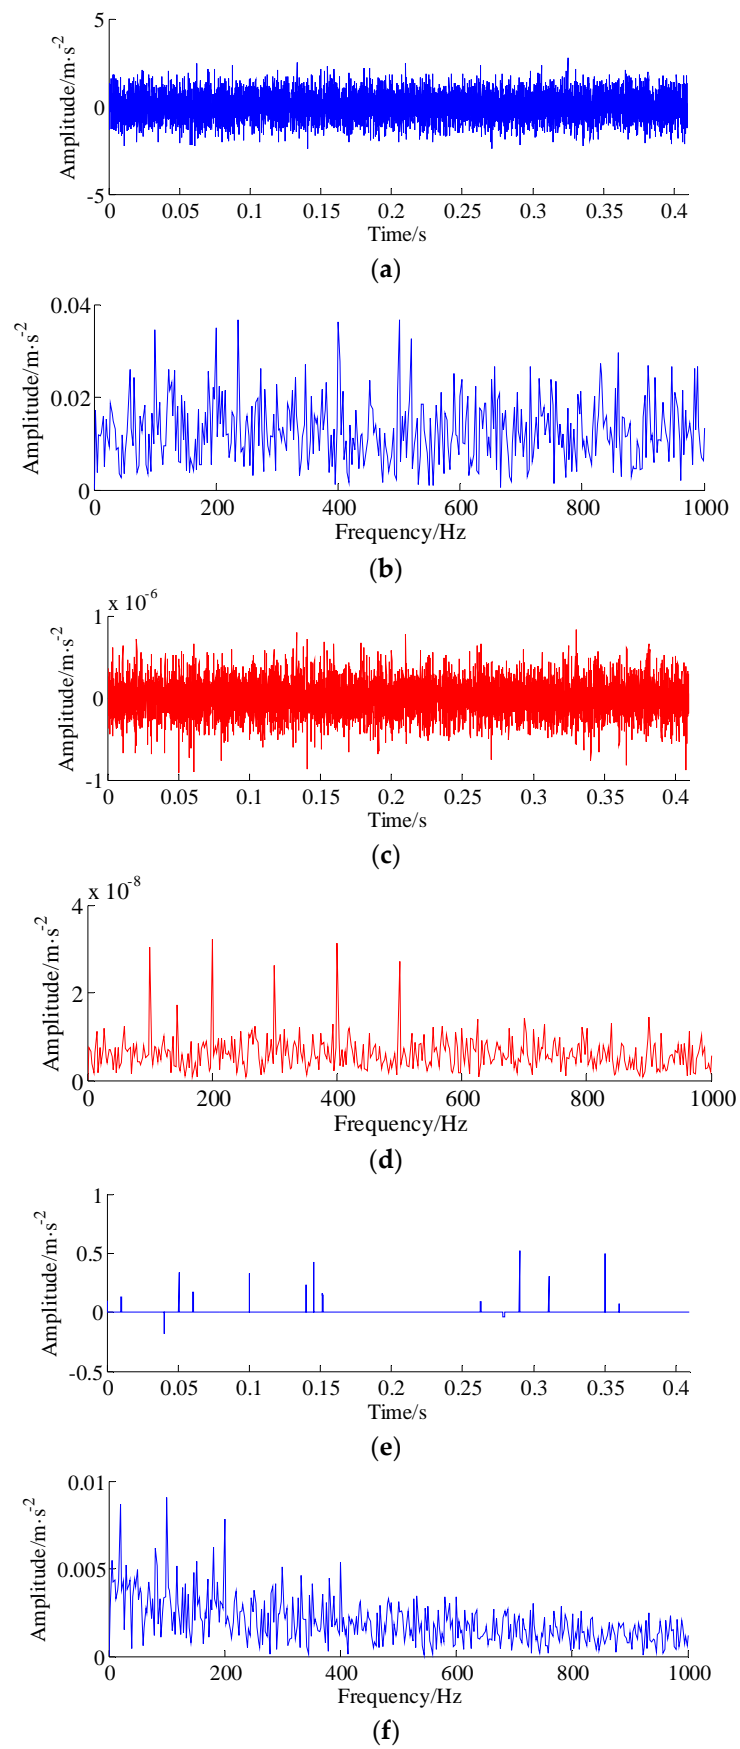 Amplitude/m·s-2
5
0
-5
0 0.05 0.1 0.15 0.2 0.25 0.3 0.35 0.4
Time/s
(a)
Amplitude/m·s-2
0.04
0.02
0
0 200 400 600 800 1000
Frequency/Hz
(b)
x 10-6
Amplitude/m·s-2
1
0
-1
0 0.05 0.1 0.15 0.2 0.25 0.3 0.35 0.4
Time/s
(c)
x 10-8
Amplitude/m·s-2
4
2
0
0 200 400 600 800 1000
Frequency/Hz
(d)
Amplitude/m·s-2
1
0.5
0
-0.5
0 0.05 0.1 0.15 0.2 0.25 0.3 0.35 0.4
Time/s
(e)
Amplitude/m·s-2
0.01
0.005
0
0 200 400 600 800 1000
Frequency/Hz
(f)